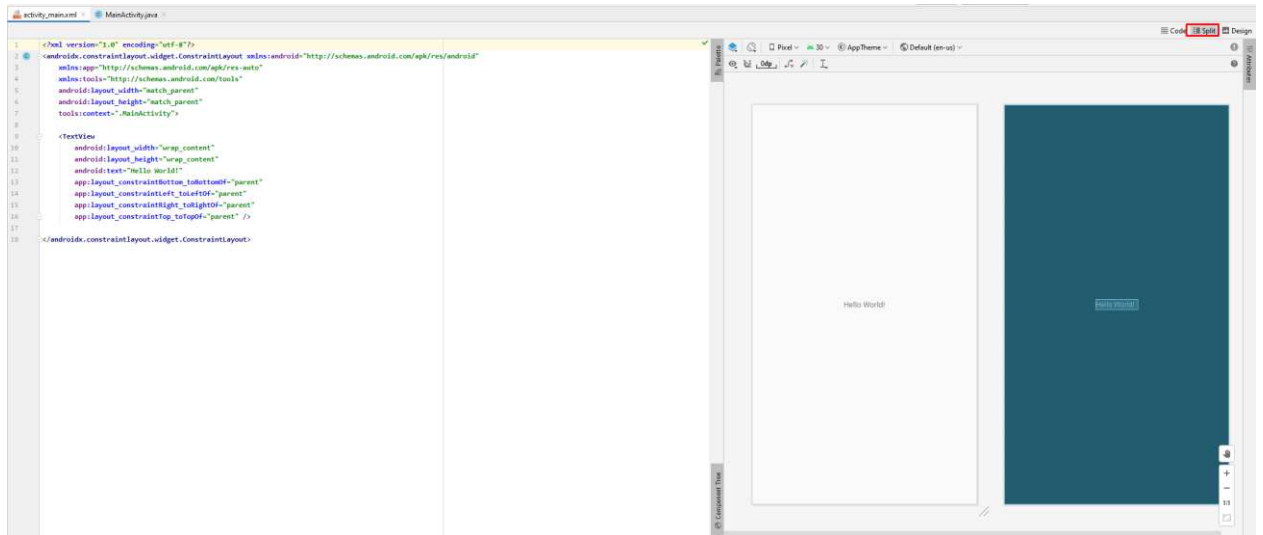 activity_main.xml MainActivity.java
Code Split Design
1 <?xml version="1.0" encoding="utf-8"?>
2 <androidx.constraintlayout.widget.ConstraintLayout xmlns:android="http://schemas.android.com/apk/res/android"
3 xmlns:app="http://schemas.android.com/apk/res-auto"
4 xmlns:tools="http://schemas.android.com/tools"
5 android:layout_width="match_parent"
6 android:layout_height="match_parent"
7 tools:context=".MainActivity">
8
9 <TextView
10 android:layout_width="wrap_content"
11 android:layout_height="wrap_content"
12 android:text="Hello World!"
13 app:layout_constraintBottom_toBottomOf="parent"
14 app:layout_constraintLeft_toLeftOf="parent"
15 app:layout_constraintRight_toRightOf="parent"
16 app:layout_constraintTop_toTopOf="parent" />
17
18 </androidx.constraintlayout.widget.ConstraintLayout>
Palette
Component Tree
Pixel 30 AppTheme Default (en-us)
0dp
Hello World!
Hello World!
1:1
Attributes